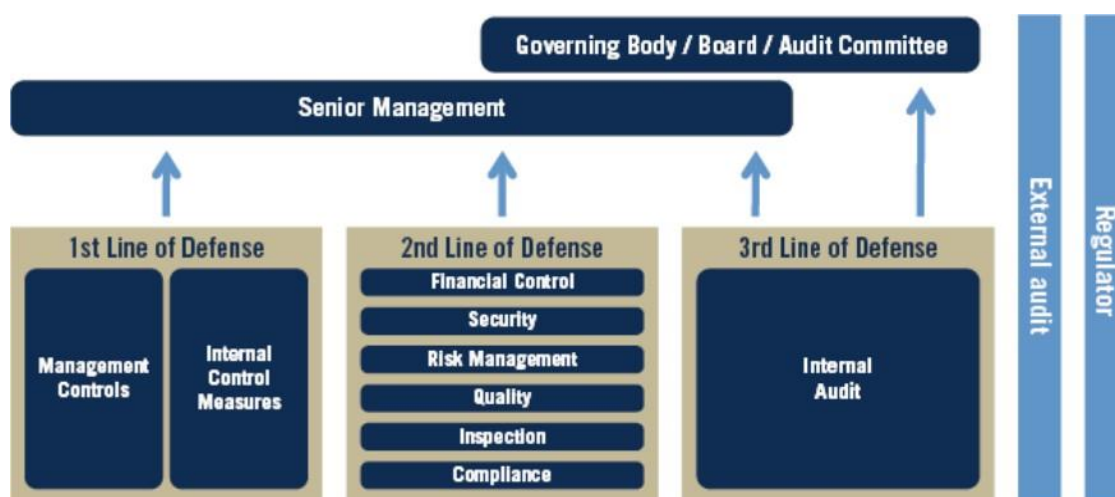 Governing Body / Board / Audit Committee
Senior Management
1st Line of Defense
Management
Controls
Internal
Control
Measures
2nd Line of Defense
Financial Control
Security
Risk Management
Quality
Inspection
Compliance
3rd Line of Defense
Internal
Audit
External audit
Regulator